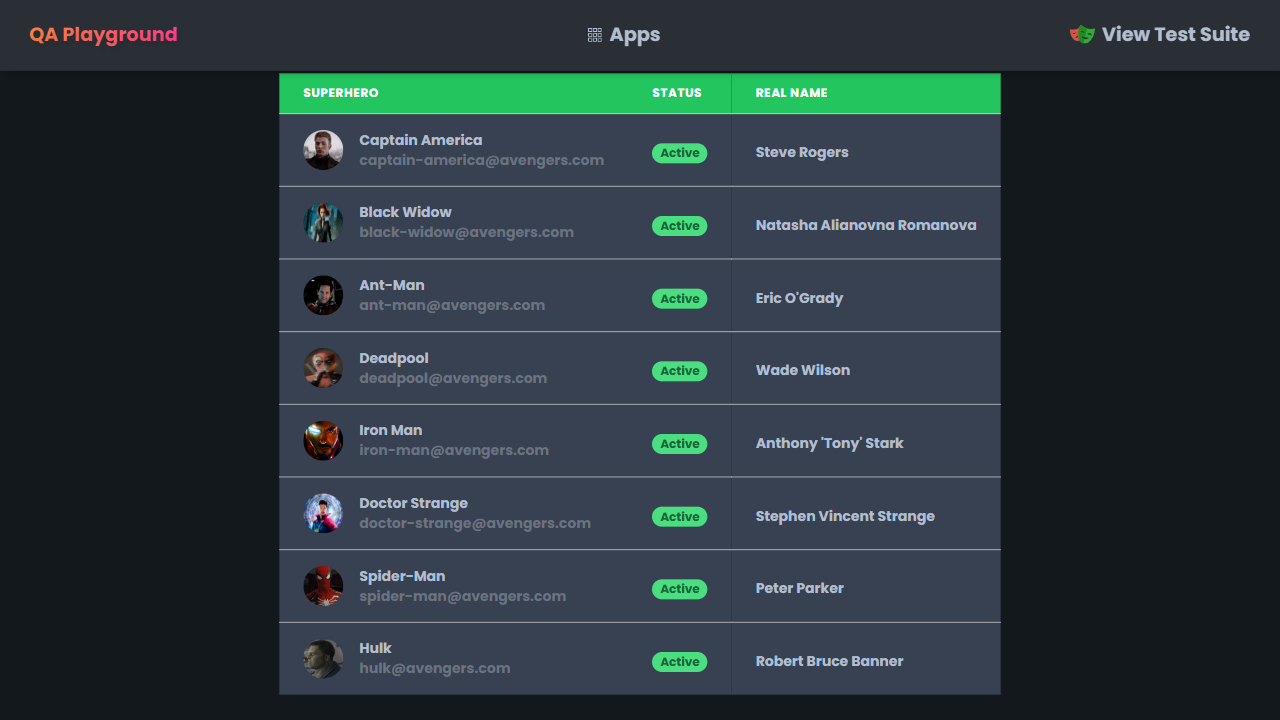 QA Playground
Apps
View Test Suite
SUPERHERO STATUS REAL NAME
Captain America
captain-america@avengers.com
Active
Steve Rogers
Black Widow
black-widow@avengers.com
Active
Natasha Alianovna Romanova
Ant-Man
ant-man@avengers.com
Active
Eric O'Grady
Deadpool
deadpool@avengers.com
Active
Wade Wilson
Iron Man
iron-man@avengers.com
Active
Anthony 'Tony' Stark
Doctor Strange
doctor-strange@avengers.com
Active
Stephen Vincent Strange
Spider-Man
spider-man@avengers.com
Active
Peter Parker
Hulk
hulk@avengers.com
Active
Robert Bruce Banner